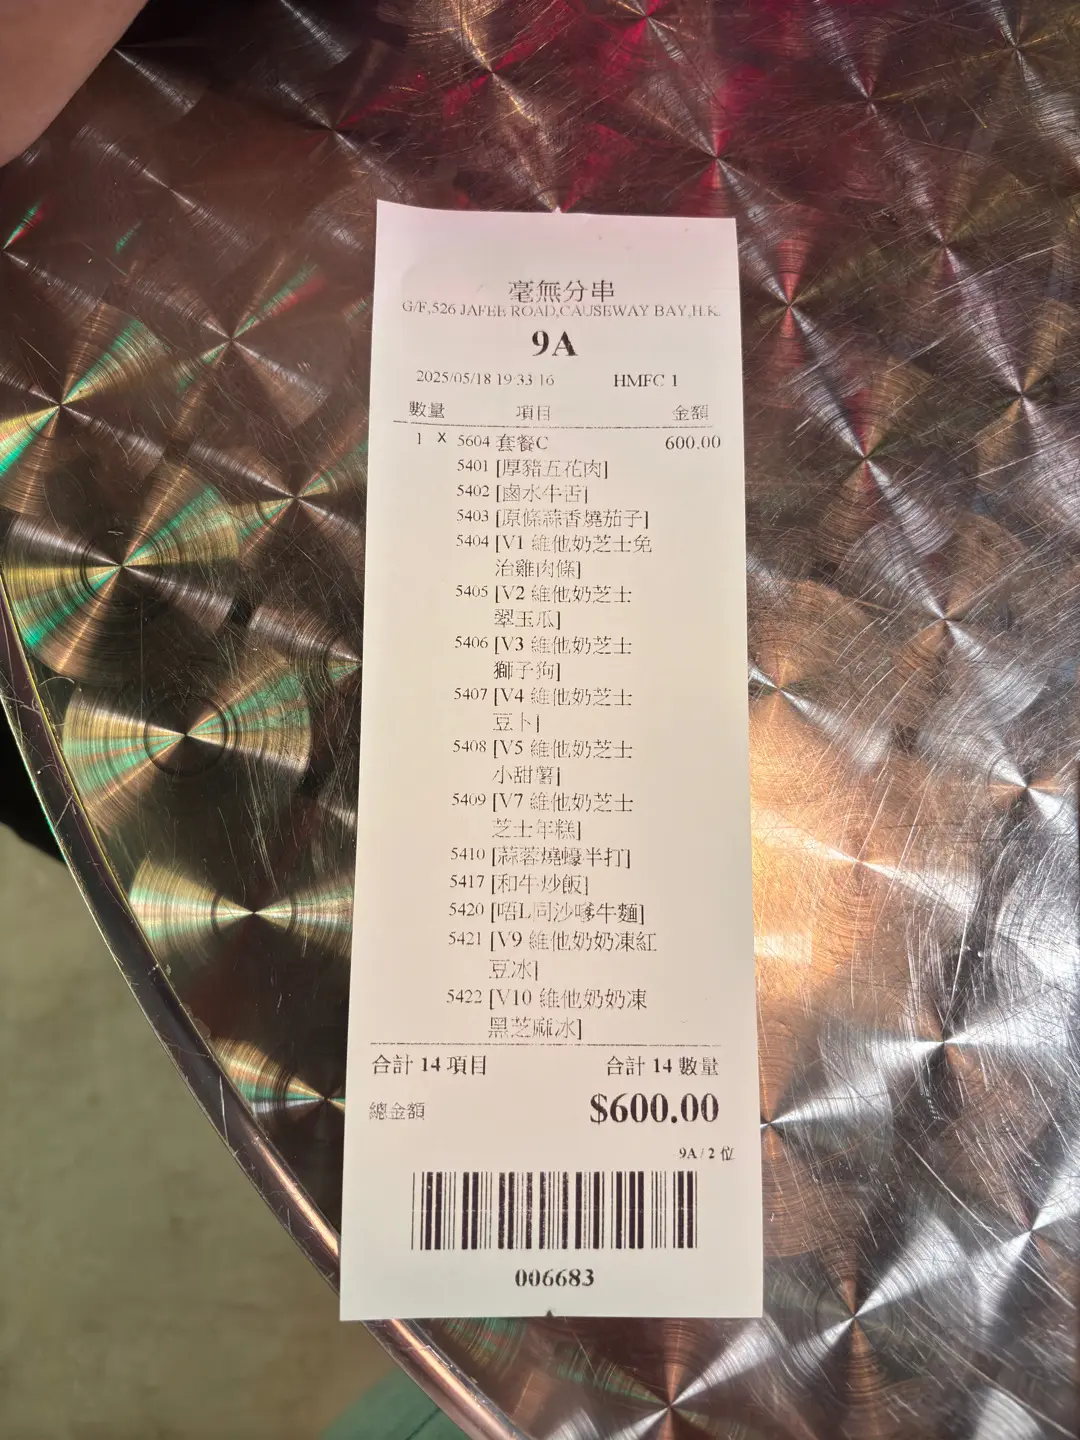 毫無分串
G/F,526 JAFEE ROAD,CAUSEWAY BAY,H.K.
9A
2025/05/18 19:33:16 HMFC 1
數量 項目 金額
1 X 5604 套餐C 600.00
5401 [厚豬五花肉]
5402 [鹵水牛舌]
5403 [原條蒜香燒茄子]
5404 [V1 維他奶芝士免
治雞肉條]
5405 [V2 維他奶芝士
翠玉瓜]
5406 [V3 維他奶芝士
獅子狗]
5407 [V4 維他奶芝士
豆卜]
5408 [V5 維他奶芝士
小甜薯]
5409 [V7 維他奶芝士
芝士年糕]
5410 [蒜蓉燒蠔半打]
5417 [和牛炒飯]
5420 [唔L同沙嗲牛麵]
5421 [V9 維他奶奶凍紅
豆冰]
5422 [V10 維他奶奶凍
黑芝麻冰]
合計 14 項目 合計 14 數量
總金額 $600.00
9A / 2 位
006683